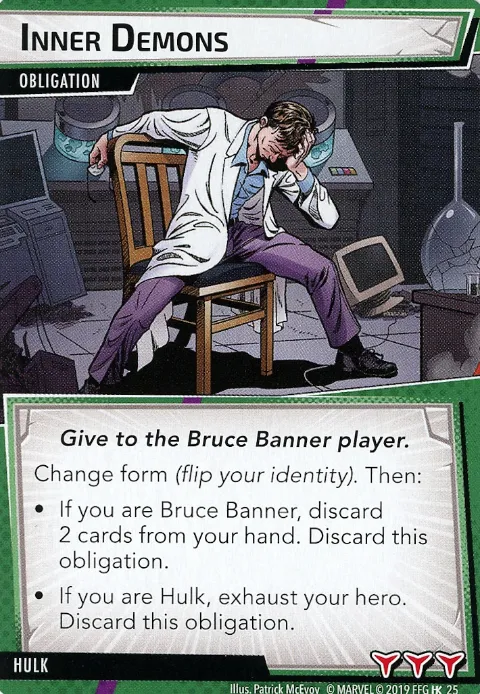 INNER DEMONS
OBLIGATION
Give to the Bruce Banner player.
Change form (flip your identity). Then:
• If you are Bruce Banner, discard
2 cards from your hand. Discard this
obligation.
• If you are Hulk, exhaust your hero.
Discard this obligation.
HULK
Illus. Patrick McEvoy © MARVEL © 2019 FFG HK 25